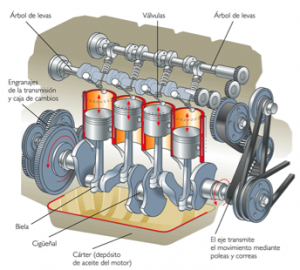 Árbol de levas
Válvulas
Árbol de levas
Engranajes
de la transmisión
y caja de cambios
Biela
Cigüeñal
Cárter (depósito
de aceite del motor)
El eje transmite
el movimiento mediante
poleas y correas